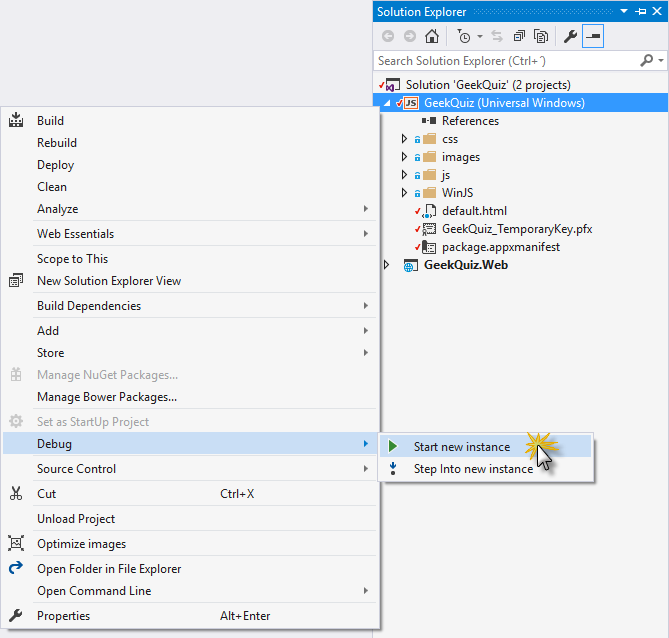 Solution Explorer
Search Solution Explorer (Ctrl+´)
Solution 'GeekQuiz' (2 projects)
JS GeekQuiz (Universal Windows)
References
css
images
js
WinJS
default.html
GeekQuiz_TemporaryKey.pfx
package.appxmanifest
GeekQuiz.Web
Build
Rebuild
Deploy
Clean
Analyze
Web Essentials
Scope to This
New Solution Explorer View
Build Dependencies
Add
Store
Manage NuGet Packages...
Manage Bower Packages...
Set as StartUp Project
Debug
Source Control
Cut Ctrl+X
Unload Project
Optimize images
Open Folder in File Explorer
Open Command Line
Properties Alt+Enter
Start new instance
Step Into new instance